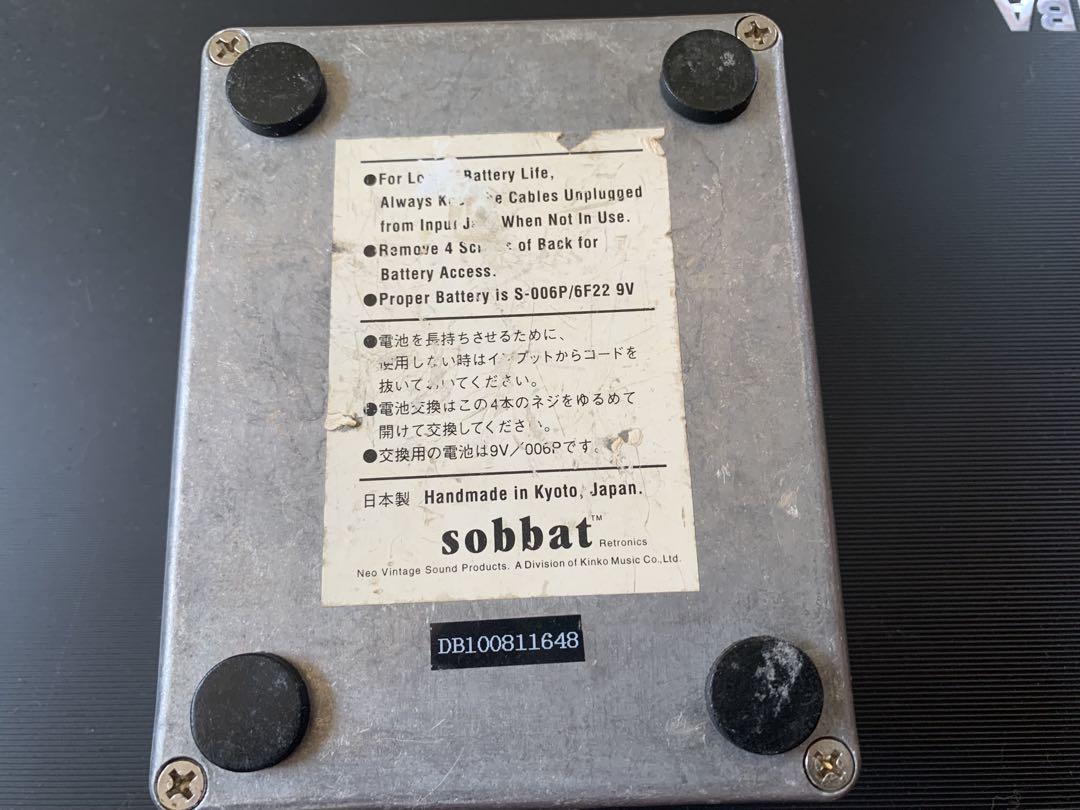 BA
●For Battery Life,
Always Cables Unplugged
from Input When Not In Use.
●Remove 4 of Back for
Battery Access.
●Proper Battery is S-006P/6F22 9V
●電池を長持ちさせるために、
使用しない時はインプットからコードを
抜いておいてください。
●電池交換はこの4本のネジをゆるめて
開けて交換してください。
●交換用の電池は9V/006Pです。
日本製 Handmade in Kyoto, Japan.
sobbat™ Retronics
Neo Vintage Sound Products. A Division of Kinko Music Co.,Ltd.
DB100811648